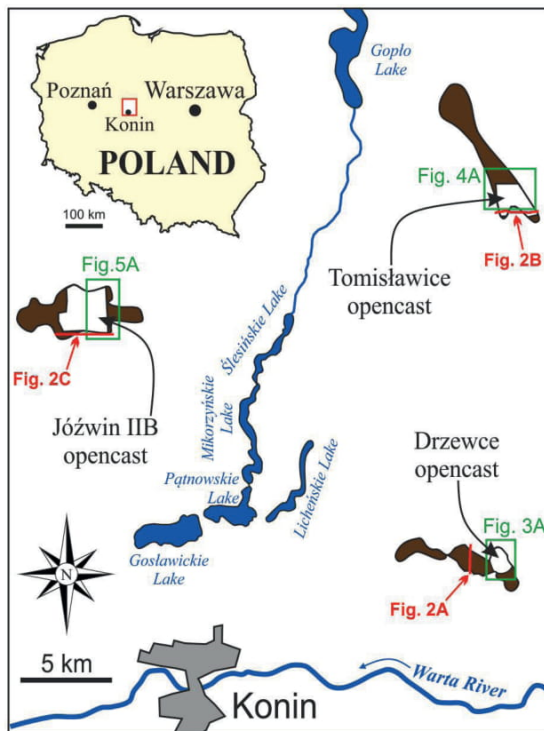 Gopło
Lake
Poznań
Warszawa
Konin
POLAND
100 km
Fig. 4A
Fig. 2B
Tomisławice
opencast
Fig.5A
Fig. 2C
Jóźwin IIB
opencast
Ślesińskie Lake
Mikorzyńskie
Lake
Pątnowskie
Lake
Licheńskie Lake
Gosławickie
Lake
Drzewce
opencast
Fig. 3A
Fig. 2A
N
5 km
Warta River
Konin